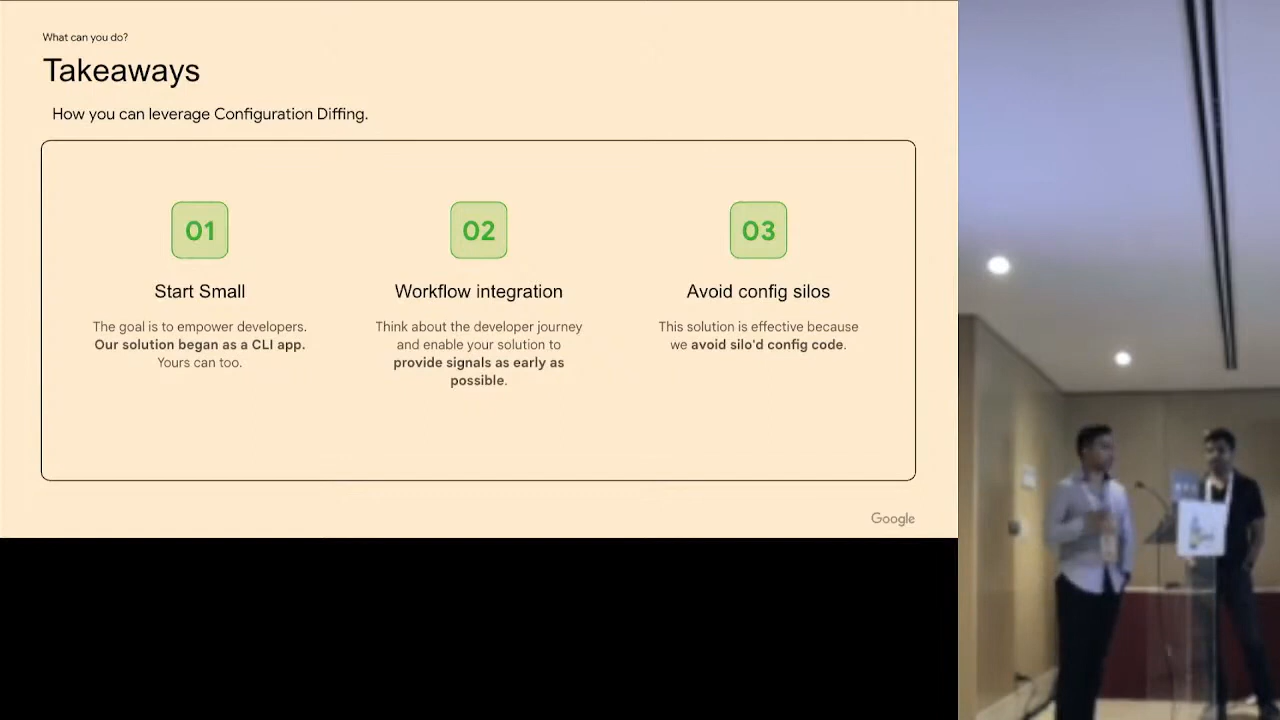 What can you do?
Takeaways
How you can leverage Configuration Diffing.
01
Start Small
The goal is to empower developers.
Our solution began as a CLI app.
Yours can too.
02
Workflow integration
Think about the developer journey
and enable your solution to
provide signals as early as
possible.
03
Avoid config silos
This solution is effective because
we avoid silo'd config code.
Google